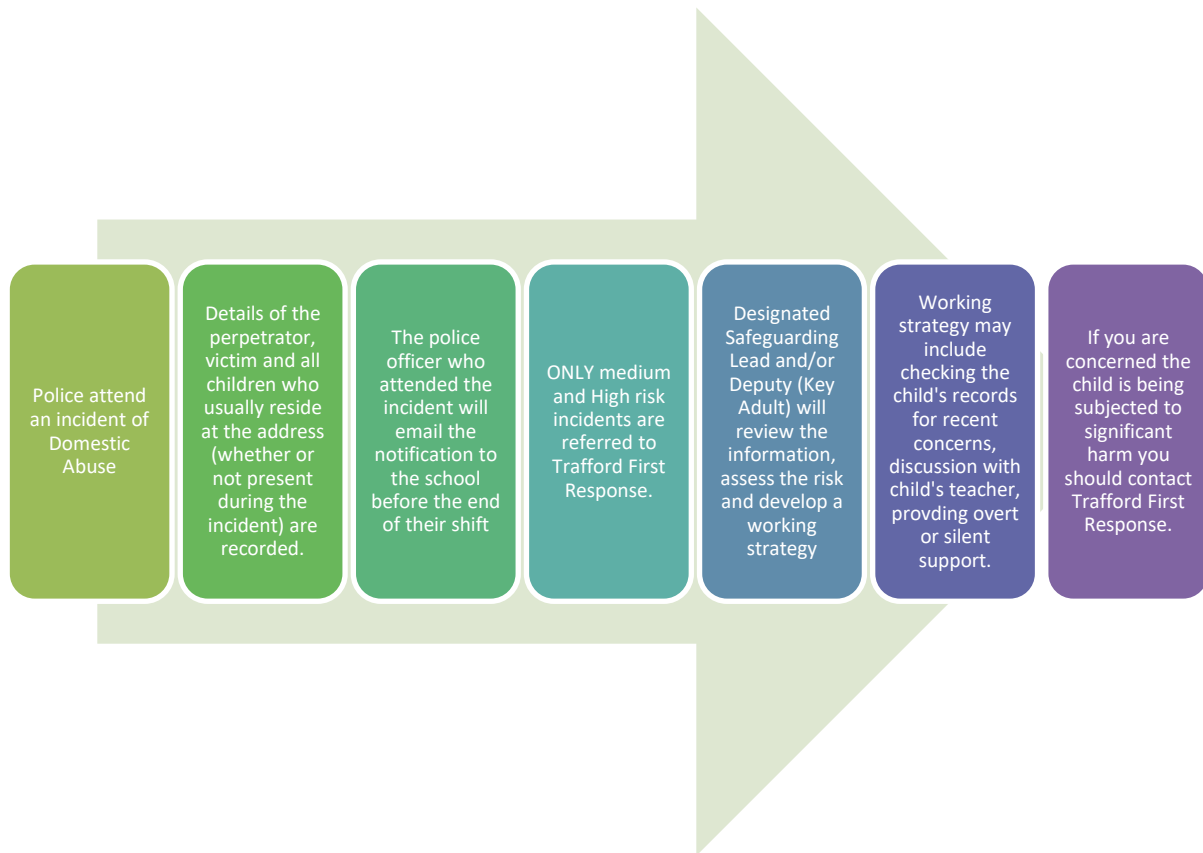 Police attend
an incident of
Domestic
Abuse
Details of the
perpetrator,
victim and all
children who
usually reside
at the address
(whether or
not present
during the
incident) are
recorded.
The police
officer who
attended the
incident will
email the
notification to
the school
before the end
of their shift
ONLY medium
and High risk
incidents are
referred to
Trafford First
Response.
Designated
Safeguarding
Lead and/or
Deputy (Key
Adult) will
review the
information,
assess the risk
and develop a
working
strategy
Working
strategy may
include
checking the
child's records
for recent
concerns,
discussion with
child's teacher,
provding overt
or silent
support.
If you are
concerned the
child is being
subjected to
significant
harm you
should contact
Trafford First
Response.